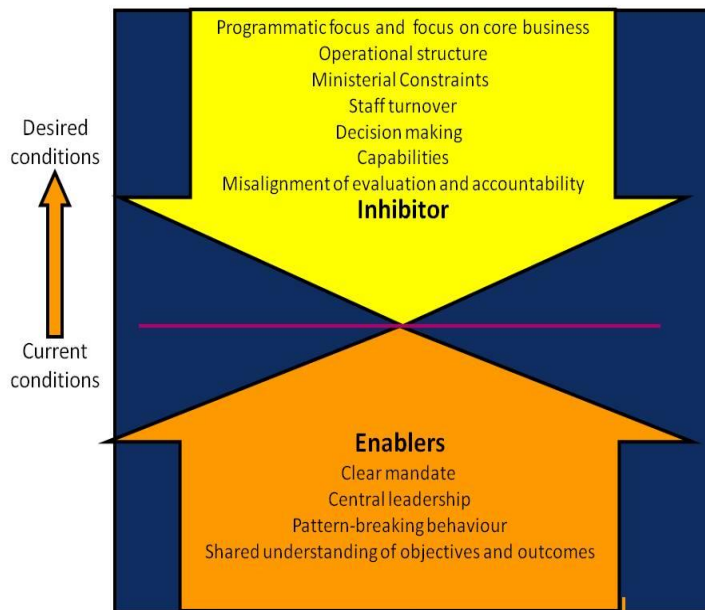 Programmatic focus and focus on core business
Operational structure
Ministerial Constraints
Staff turnover
Decision making
Capabilities
Misalignment of evaluation and accountability
Inhibitor
Desired
conditions
Current
conditions
Enablers
Clear mandate
Central leadership
Pattern-breaking behaviour
Shared understanding of objectives and outcomes